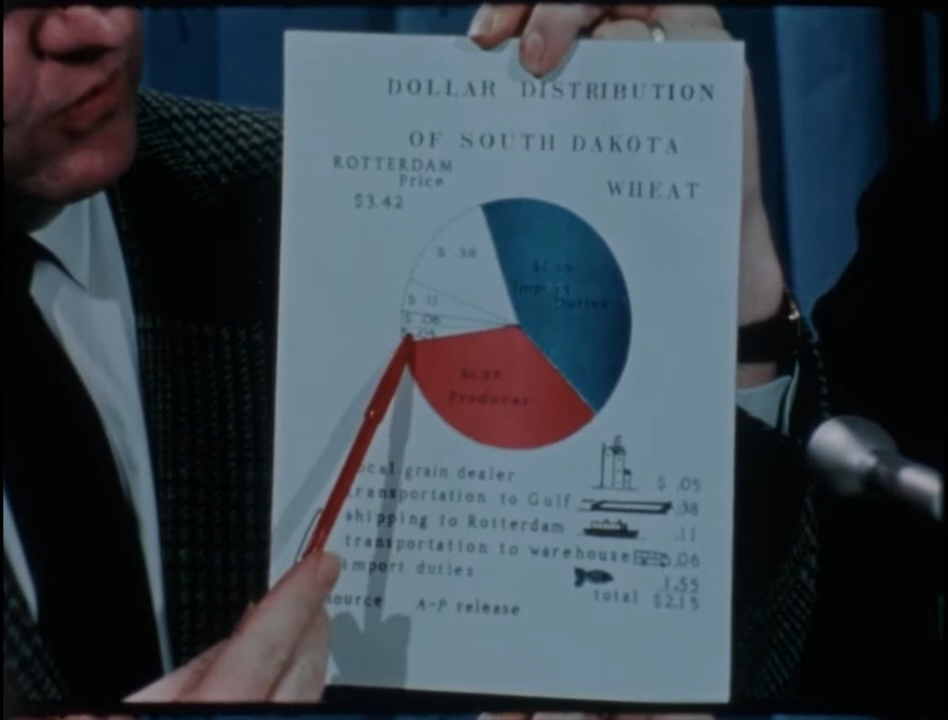 DOLLAR DISTRIBUTION
OF SOUTH DAKOTA
WHEAT
ROTTERDAM
Price
$3.42
$ .38
$ .11
$ .06
$ .05
$1.55
Import
Duties
$1.27
Producer
ocal grain dealer $ .05
transportation to Gulf .38
shipping to Rotterdam .11
transportation to warehouse .06
import duties 1.55
total $2.15
ource A-P release